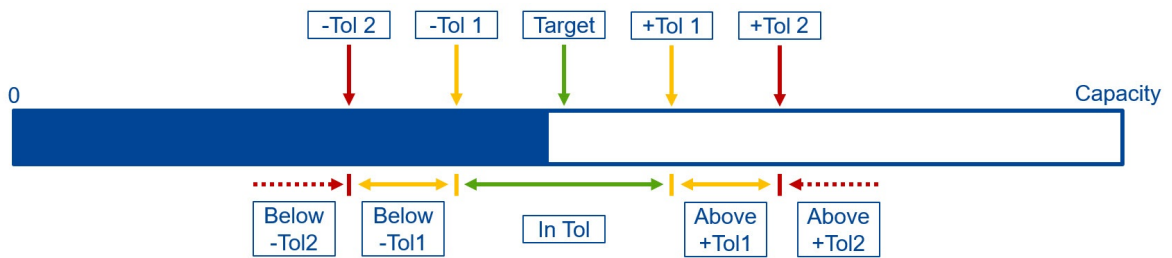 -Tol 2
-Tol 1
Target
+Tol 1
+Tol 2
0
Capacity
Below
-Tol2
Below
-Tol1
In Tol
Above
+Tol1
Above
+Tol2